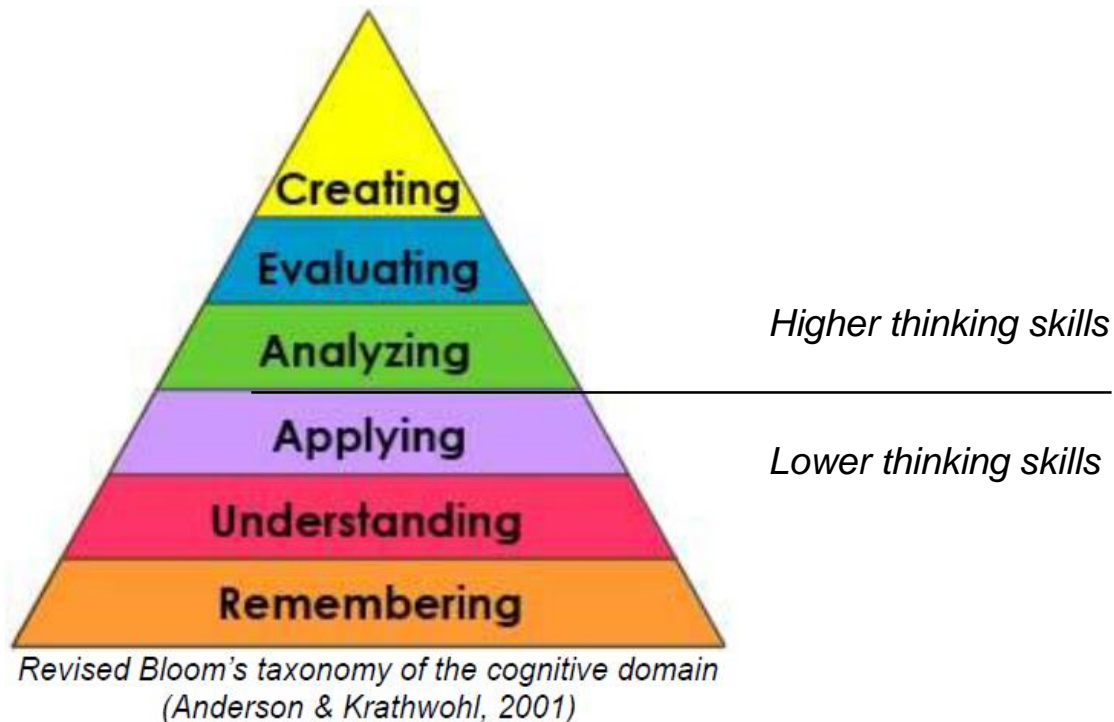 Creating
Evaluating
Analyzing
Higher thinking skills
Applying
Lower thinking skills
Understanding
Remembering
Revised Bloom's taxonomy of the cognitive domain
(Anderson & Krathwohl, 2001)